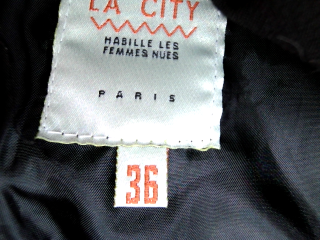 LA CITY
HABILLE LES
FEMMES NUES
PARIS
36